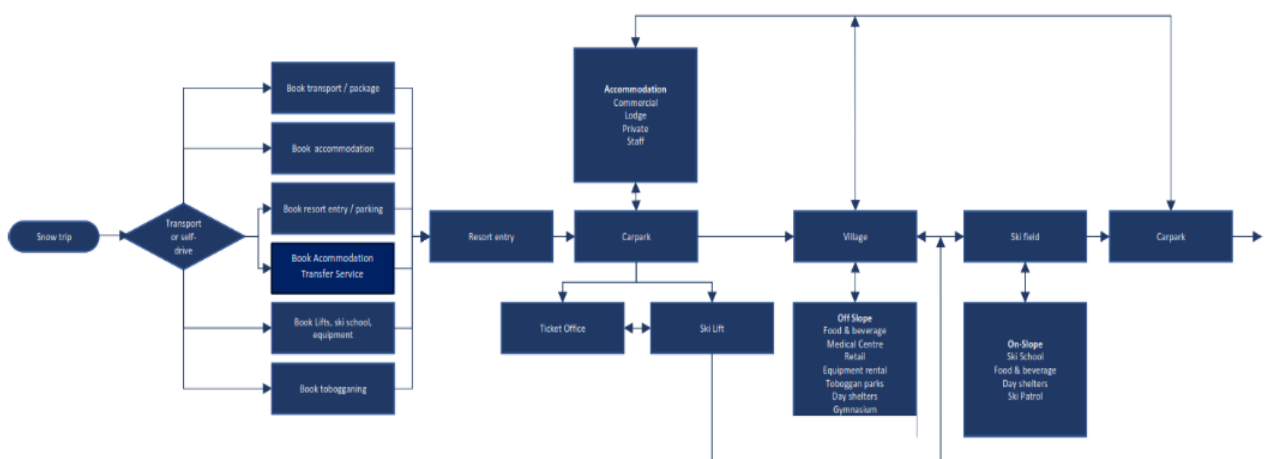 Snow trip
Transport
or self-
drive
Book transport / package
Book accommodation
Book resort entry / parking
Book Acommodation
Transfer Service
Book Lifts, ski school,
equipment
Book tobogganing
Resort entry
Accommodation
Commercial
Lodge
Private
Staff
Carpark
Ticket Office
Ski Lift
Village
Off Slope
Food & beverage
Medical Centre
Retail
Equipment rental
Toboggan parks
Day shelters
Gymnasium
Ski field
On-Slope
Ski School
Food & beverage
Day shelters
Ski Patrol
Carpark